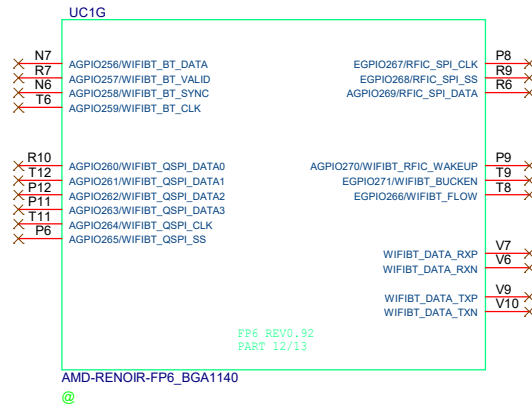 UC1G
N7 AGPIO256/WIFIBT_BT_DATA
R7 AGPIO257/WIFIBT_BT_VALID
N6 AGPIO258/WIFIBT_BT_SYNC
T6 AGPIO259/WIFIBT_BT_CLK
R10 AGPIO260/WIFIBT_QSPI_DATA0
T12 AGPIO261/WIFIBT_QSPI_DATA1
P12 AGPIO262/WIFIBT_QSPI_DATA2
P11 AGPIO263/WIFIBT_QSPI_DATA3
T11 AGPIO264/WIFIBT_QSPI_CLK
P6 AGPIO265/WIFIBT_QSPI_SS
EGPIO267/RFIC_SPI_CLK P8
EGPIO268/RFIC_SPI_SS R9
AGPIO269/RFIC_SPI_DATA R6
AGPIO270/WIFIBT_RFIC_WAKEUP P9
EGPIO271/WIFIBT_BUCKEN T9
EGPIO266/WIFIBT_FLOW T8
WIFIBT_DATA_RXP V7
WIFIBT_DATA_RXN V6
WIFIBT_DATA_TXP V9
WIFIBT_DATA_TXN V10
FP6 REV0.92
PART 12/13
AMD-RENOIR-FP6_BGA1140
@